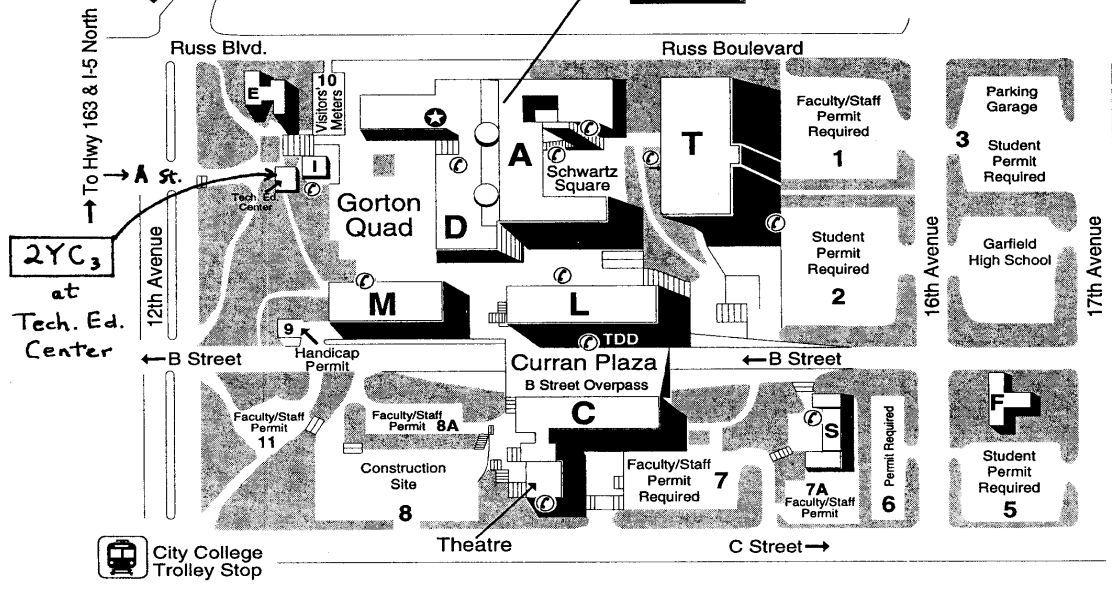 Russ Blvd.
Russ Boulevard
To Hwy 163 & I-5 North
→ A St.
2YC₃
at
Tech. Ed.
Center
12th Avenue
E
10
Visitors'
Meters
I
Tech. Ed.
Center
Gorton
Quad
D
A
Schwartz
Square
T
Faculty/Staff
Permit
Required
1
Parking
Garage
3
Student
Permit
Required
Student
Permit
Required
2
16th Avenue
Garfield
High School
17th Avenue
M
L
TDD
9
Handicap
Permit
←B Street
Curran Plaza
B Street Overpass
←B Street
Faculty/Staff
Permit
11
Faculty/Staff
Permit 8A
Construction
Site
8
C
Theatre
Faculty/Staff
Permit
Required
7
S
7A
Faculty/Staff
Permit
Permit Required
6
F
Student
Permit
Required
5
City College
Trolley Stop
C Street→